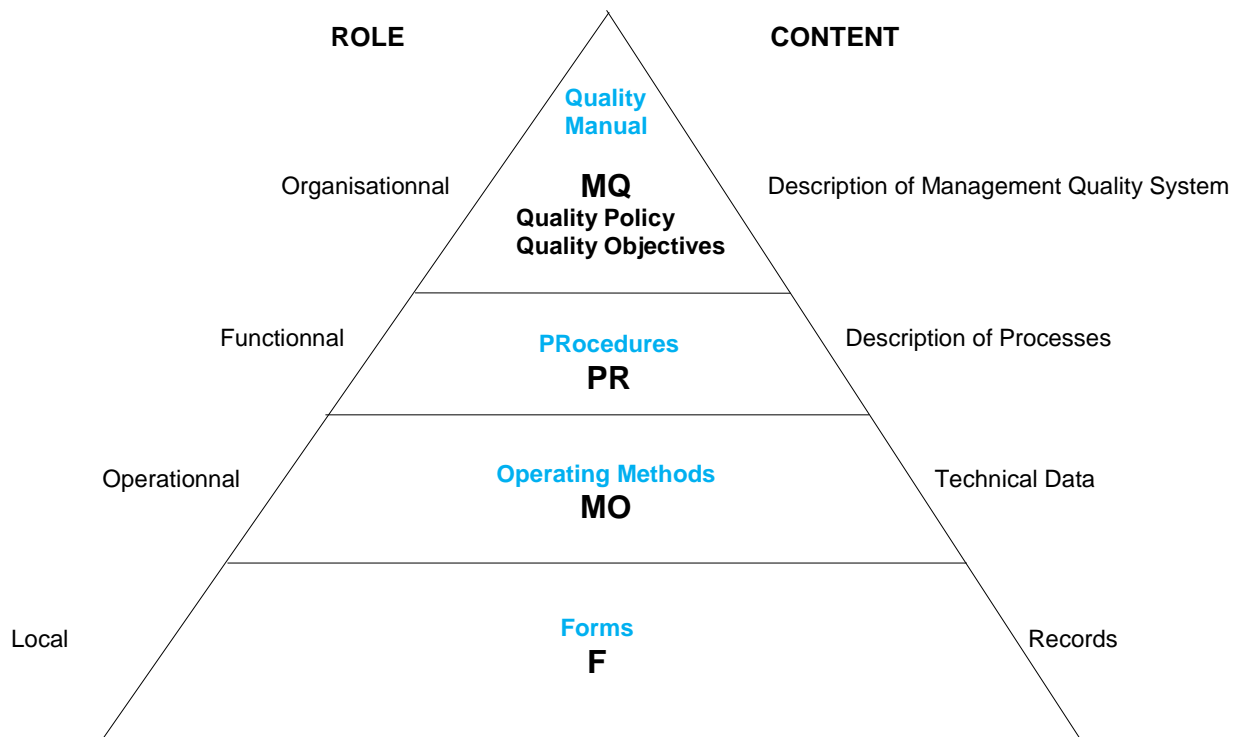 ROLE
CONTENT
Quality
Manual
Organisationnal
MQ
Description of Management Quality System
Quality Policy
Quality Objectives
Functionnal
PRocedures
Description of Processes
PR
Operationnal
Operating Methods
Technical Data
MO
Local
Forms
Records
F